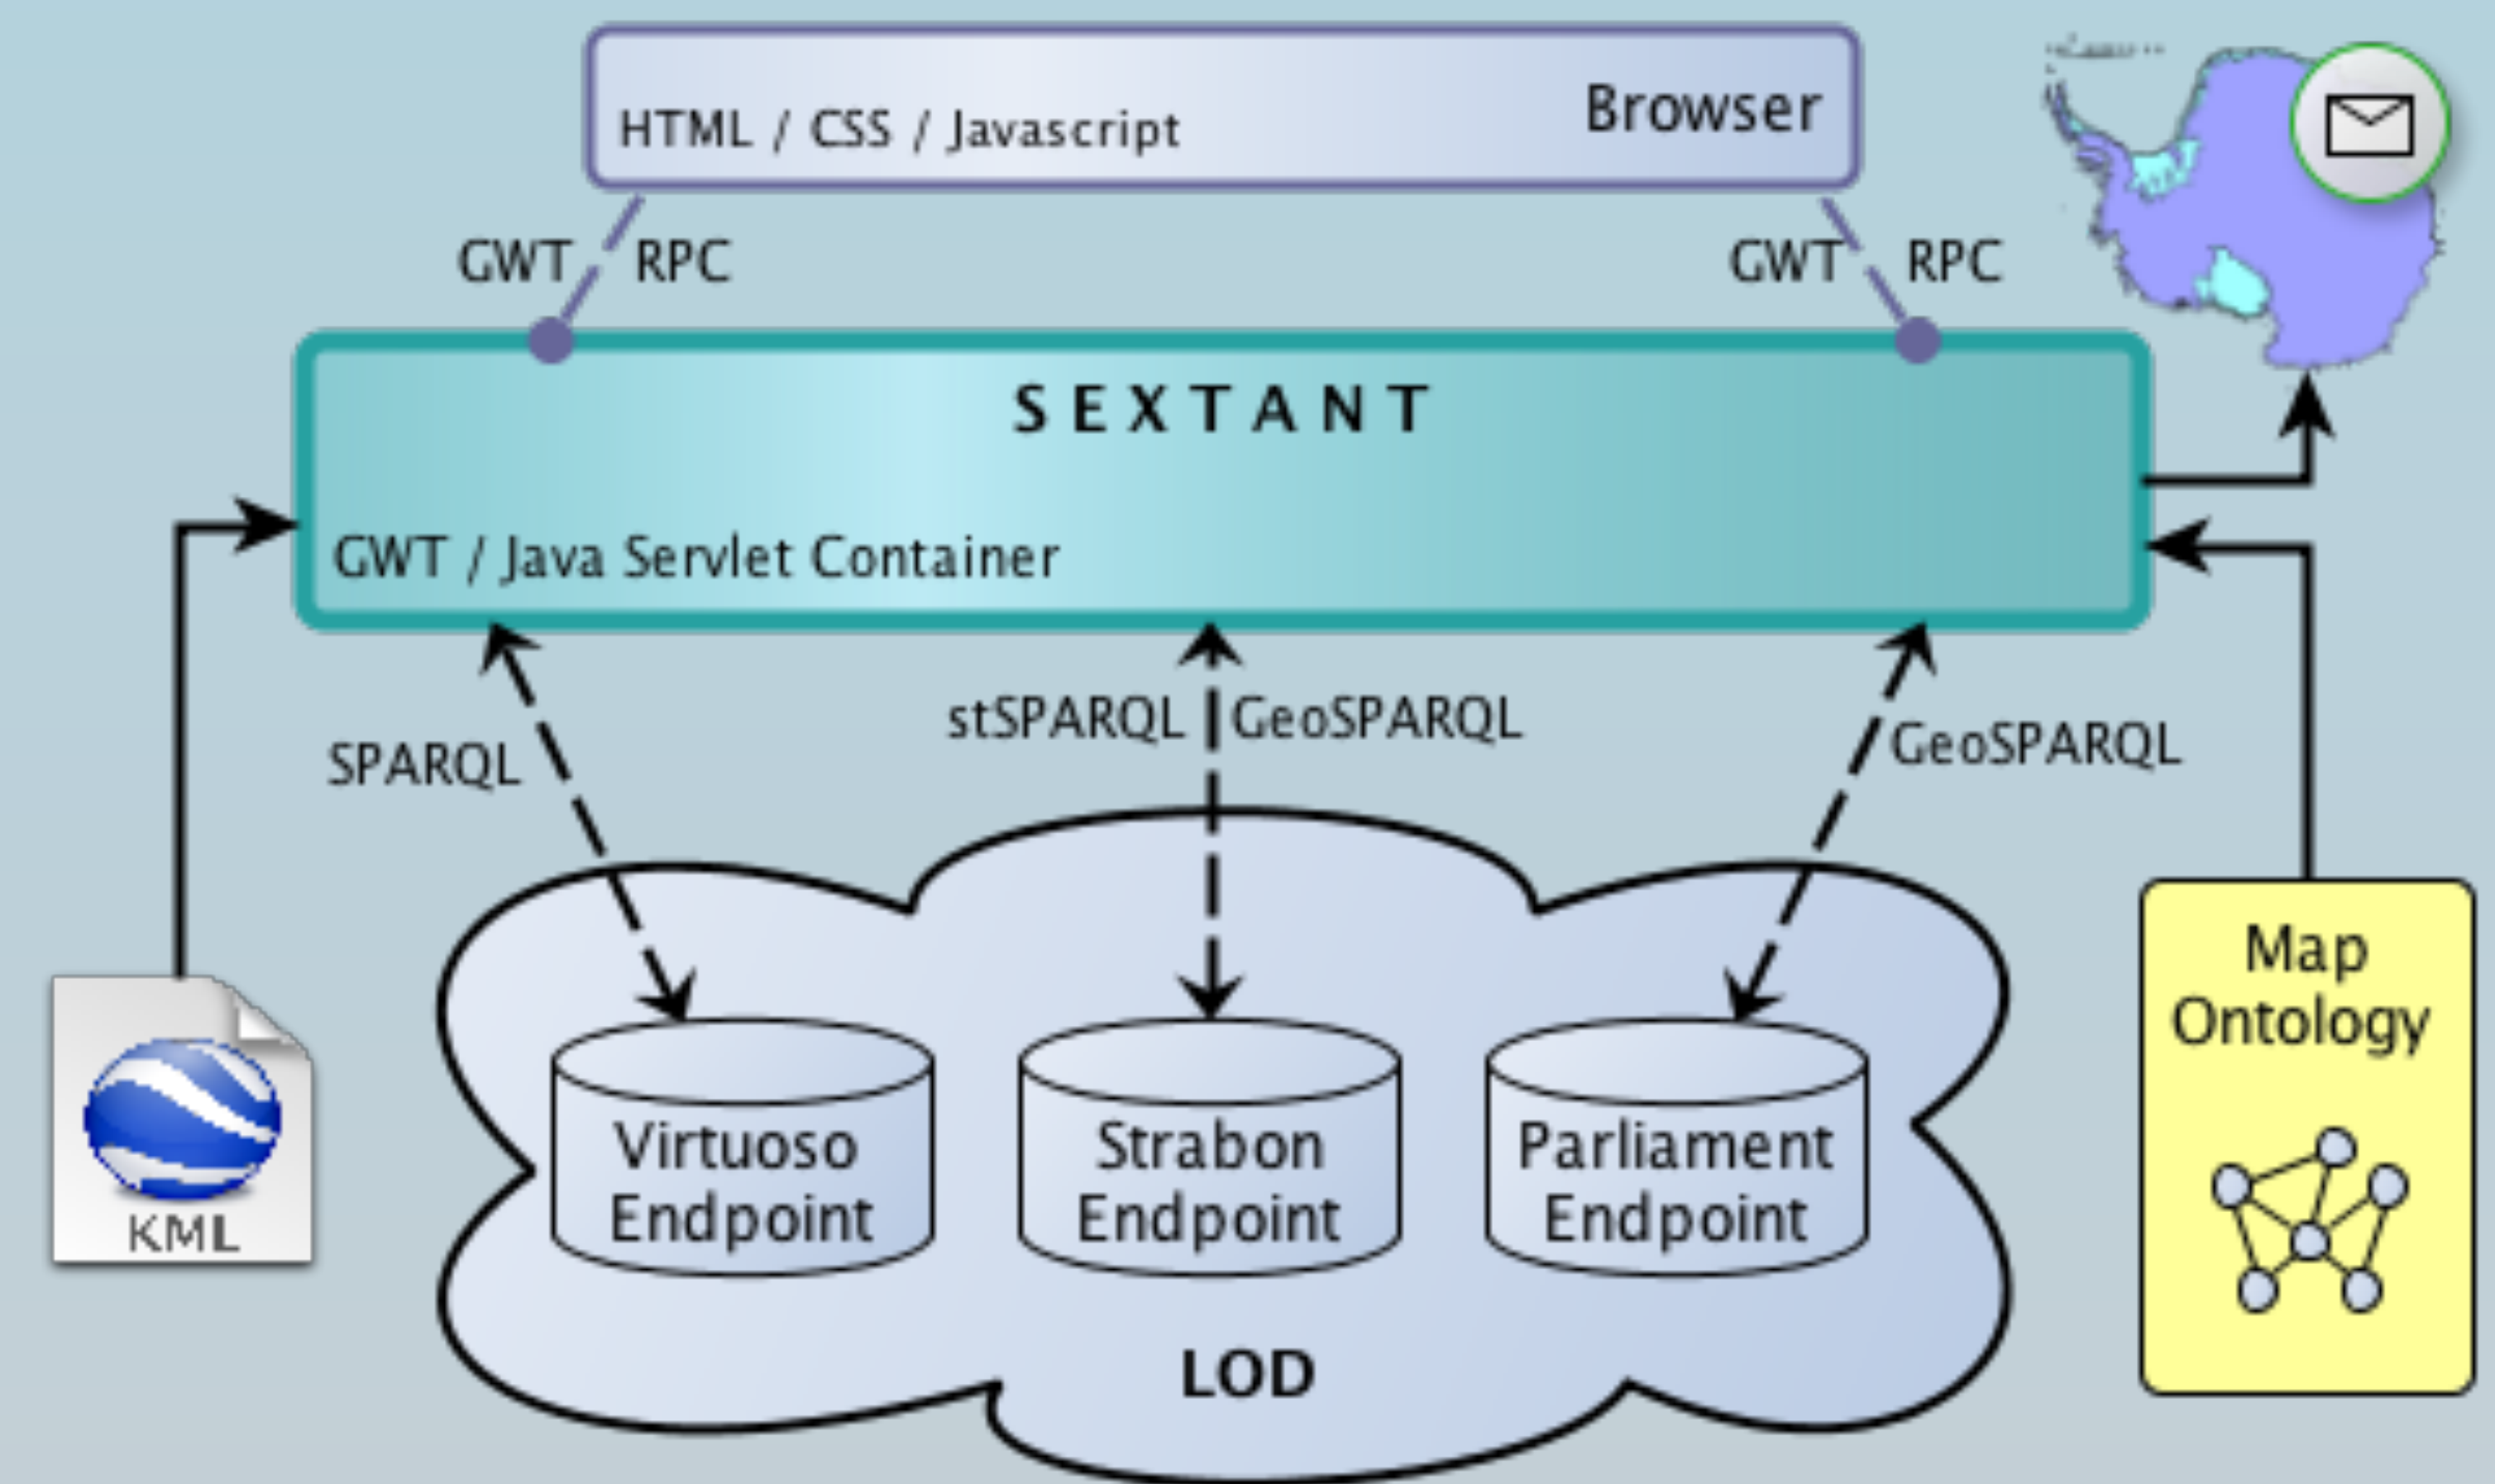 HTML / CSS / Javascript
Browser
GWT RPC
GWT RPC
SEXTANT
GWT / Java Servlet Container
SPARQL
stSPARQL GeoSPARQL
GeoSPARQL
KML
Virtuoso
Endpoint
Strabon
Endpoint
Parliament
Endpoint
LOD
Map
Ontology